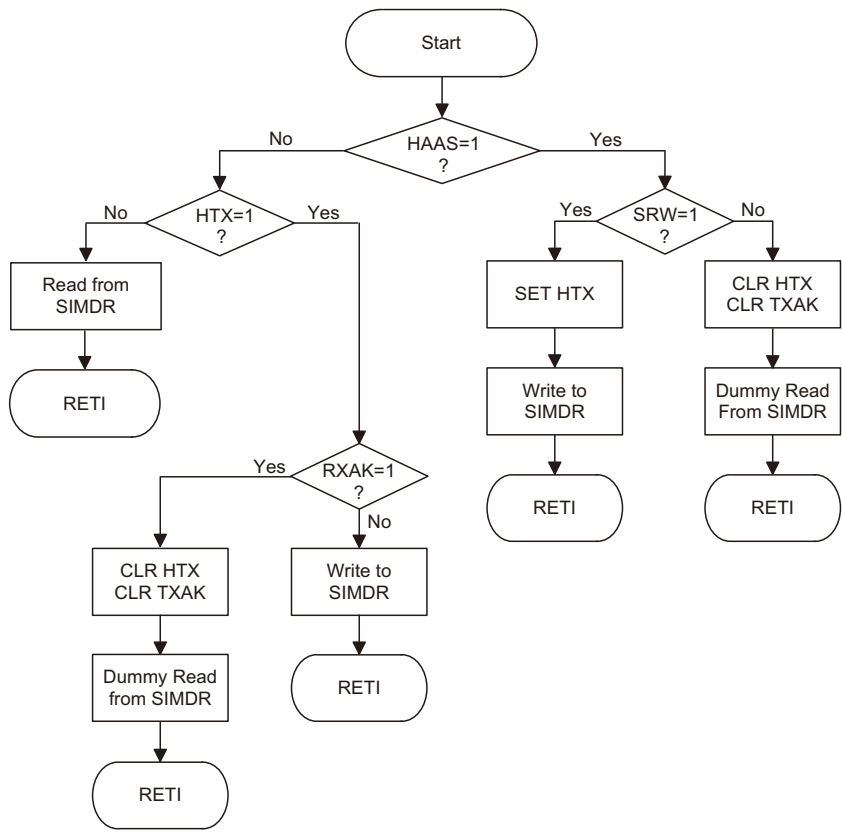 Start
HAAS=1
?
No
Yes
HTX=1
?
No
Yes
SRW=1
?
Yes
No
Read from
SIMDR
SET HTX
CLR HTX
CLR TXAK
RETI
Write to
SIMDR
Dummy Read
From SIMDR
RXAK=1
?
Yes
No
RETI
RETI
CLR HTX
CLR TXAK
Write to
SIMDR
Dummy Read
from SIMDR
RETI
RETI